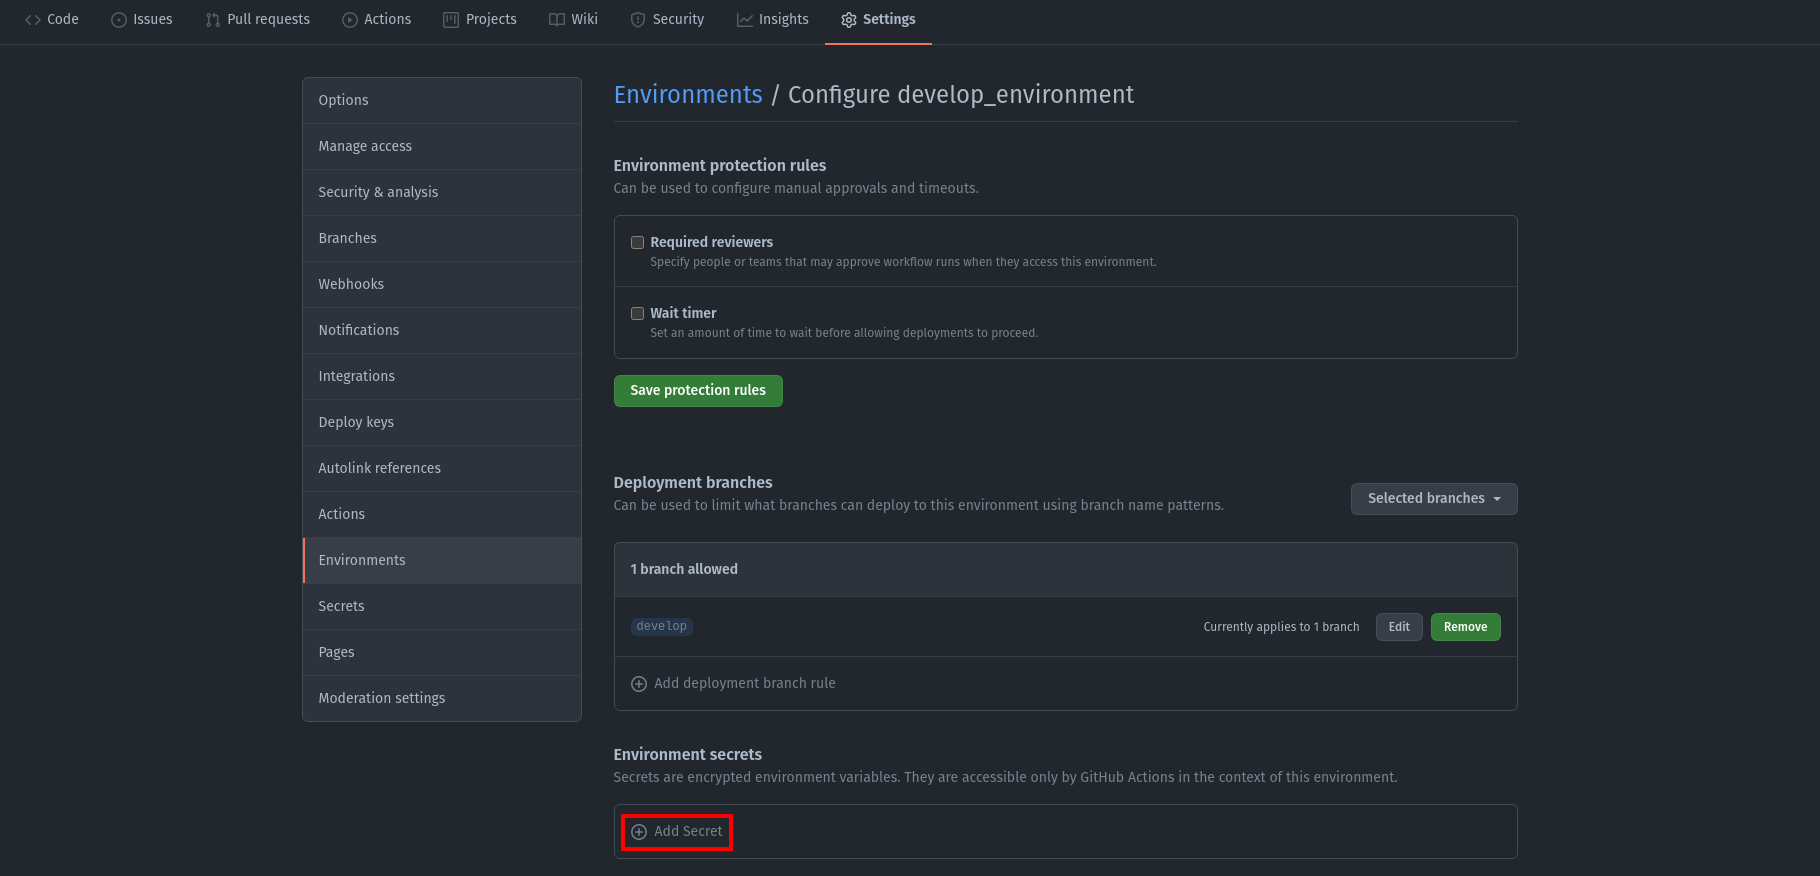 Code Issues Pull requests Actions Projects Wiki Security Insights Settings
Options
Manage access
Security & analysis
Branches
Webhooks
Notifications
Integrations
Deploy keys
Autolink references
Actions
Environments
Secrets
Pages
Moderation settings
Environments / Configure develop_environment
Environment protection rules
Can be used to configure manual approvals and timeouts.
Required reviewers
Specify people or teams that may approve workflow runs when they access this environment.
Wait timer
Set an amount of time to wait before allowing deployments to proceed.
Save protection rules
Deployment branches
Can be used to limit what branches can deploy to this environment using branch name patterns.
Selected branches
1 branch allowed
develop Currently applies to 1 branch Edit Remove
Add deployment branch rule
Environment secrets
Secrets are encrypted environment variables. They are accessible only by GitHub Actions in the context of this environment.
Add Secret